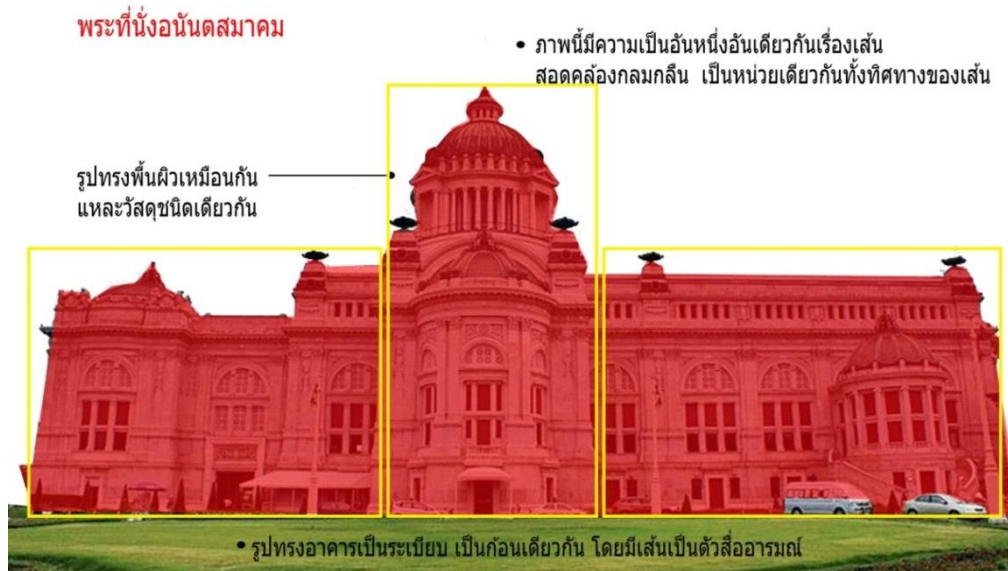 พระที่นั่งอนันตสมาคม
• ภาพนี้มีความเป็นอันหนึ่งอันเดียวกันเรื่องเส้น
สอดคล้องกลมกลืน เป็นหน่วยเดียวกันทั้งทิศทางของเส้น
รูปทรงพื้นผิวเหมือนกัน
แหละวัสดุชนิดเดียวกัน
• รูปทรงอาคารเป็นระเบียบ เป็นก้อนเดียวกัน โดยมีเส้นเป็นตัวสื่ออารมณ์